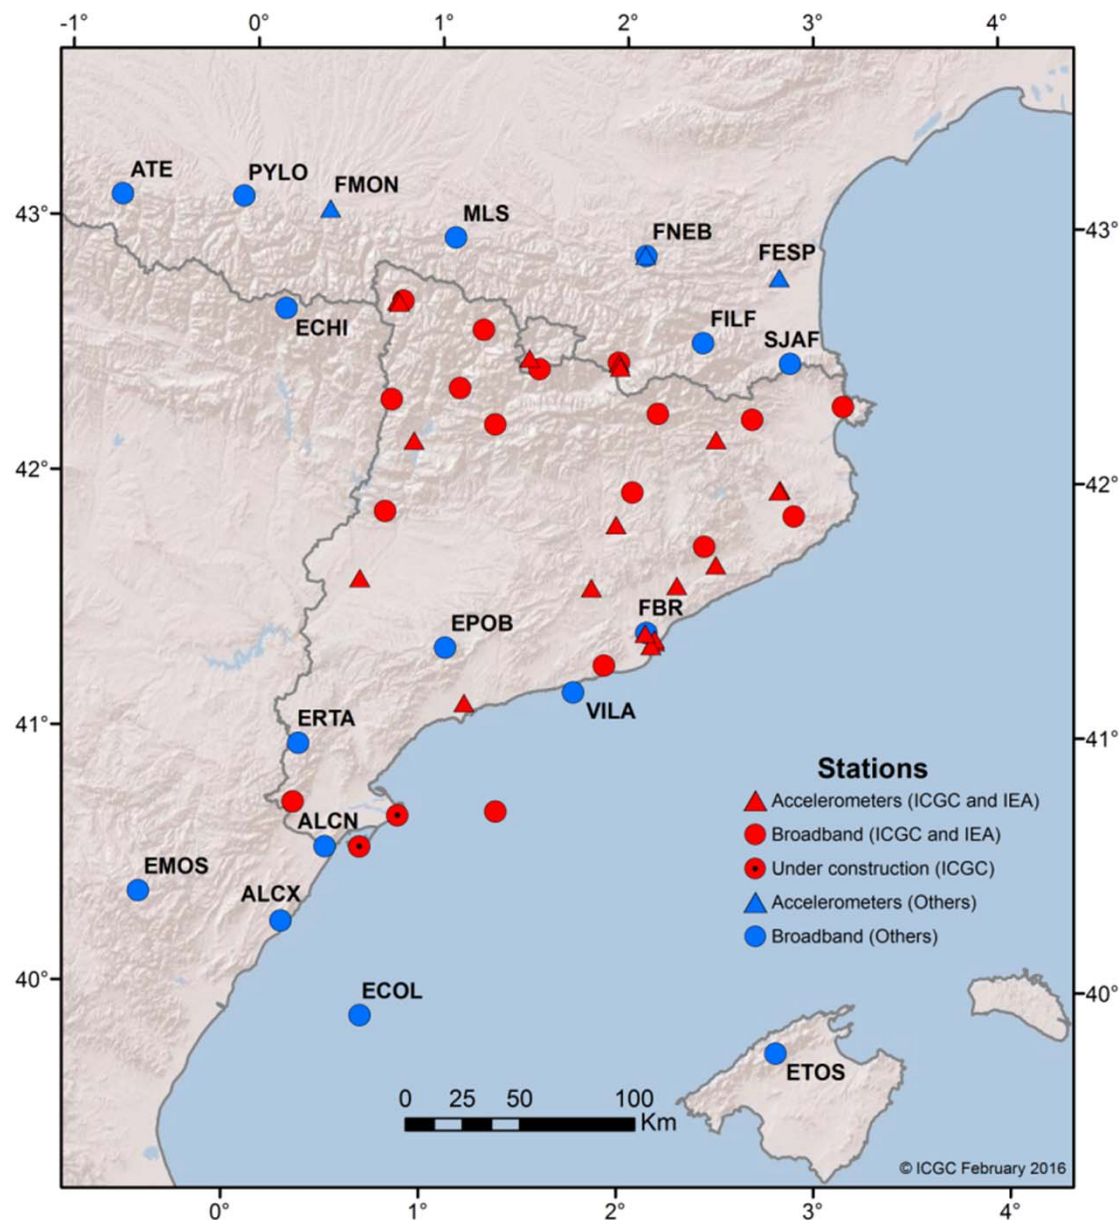 -1° 0° 1° 2° 3° 4°
ATE
PYLO
FMON
43°
MLS
FNEB
43°
FESP
ECHI
FILF
SJAF
42°
42°
FBR
EPOB
VILA
41°
ERTA
41°
Stations
Accelerometers (ICGC and IEA)
Broadband (ICGC and IEA)
Under construction (ICGC)
Accelerometers (Others)
Broadband (Others)
ALCN
EMOS
ALCX
40°
40°
ECOL
ETOS
0 25 50 100
Km
© ICGC February 2016
0° 1° 2° 3° 4°